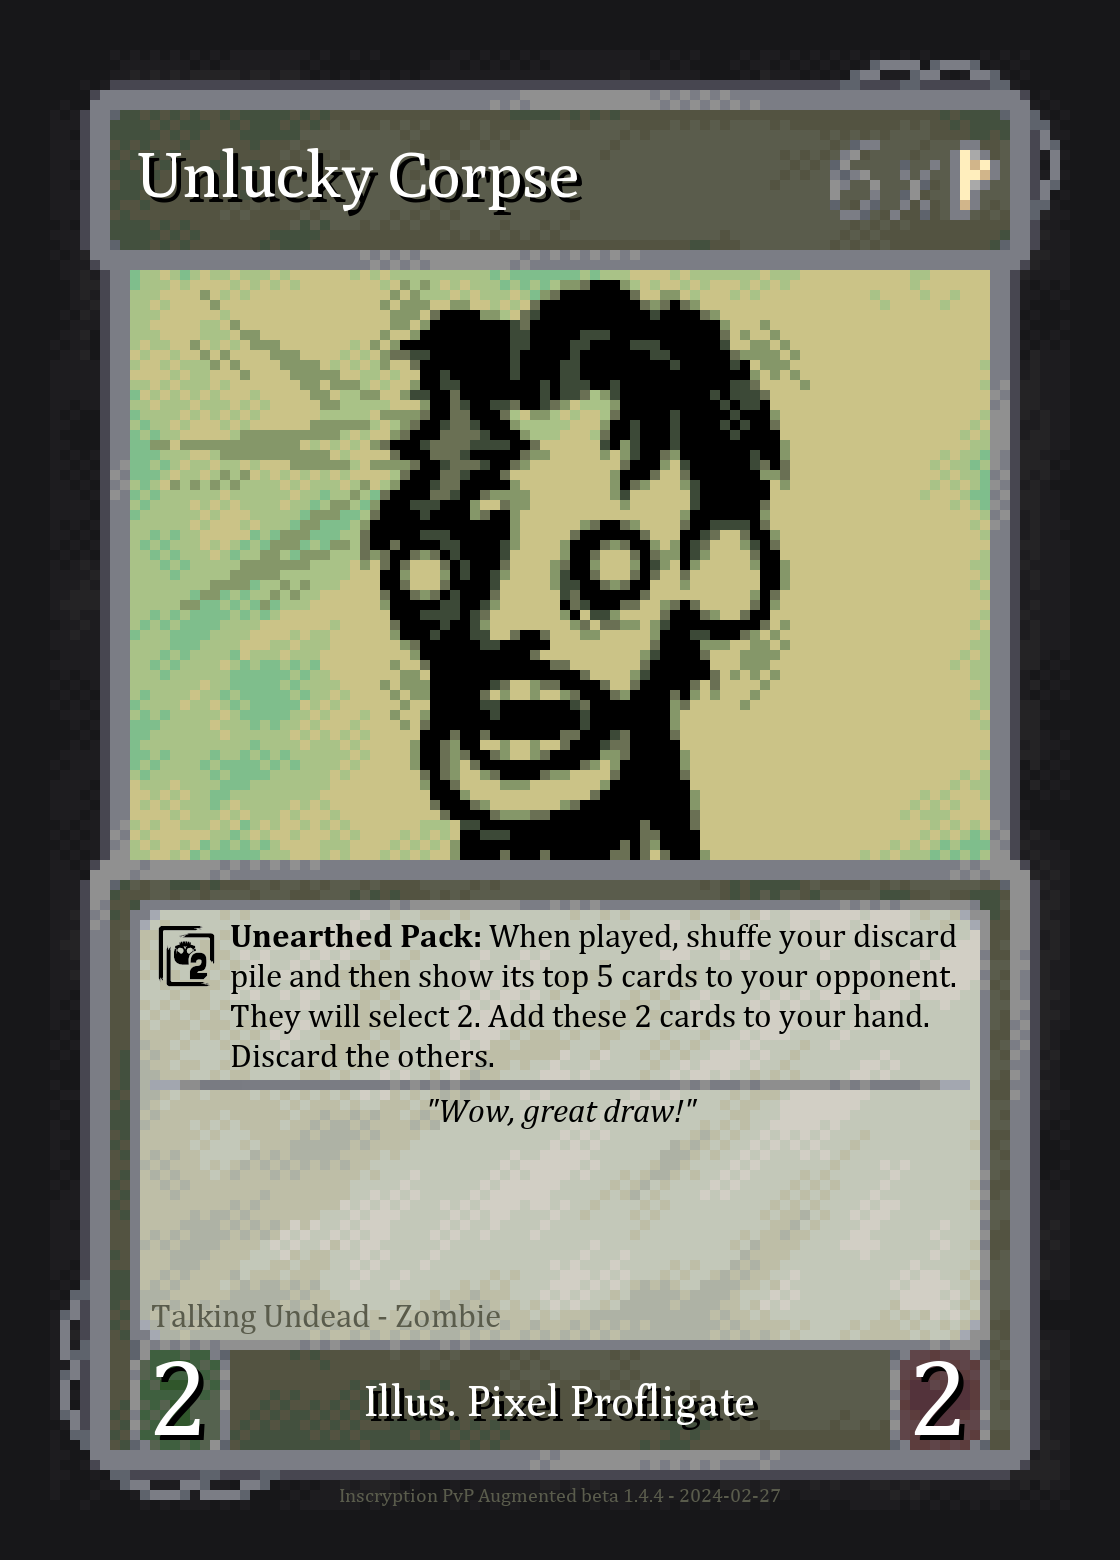 Unlucky Corpse 6x
Unearthed Pack: When played, shuffe your discard
pile and then show its top 5 cards to your opponent.
They will select 2. Add these 2 cards to your hand.
Discard the others.
2
"Wow, great draw!"
Talking Undead - Zombie
2 Illus. Pixel Profligate 2
Inscryption PvP Augmented beta 1.4.4 - 2024-02-27